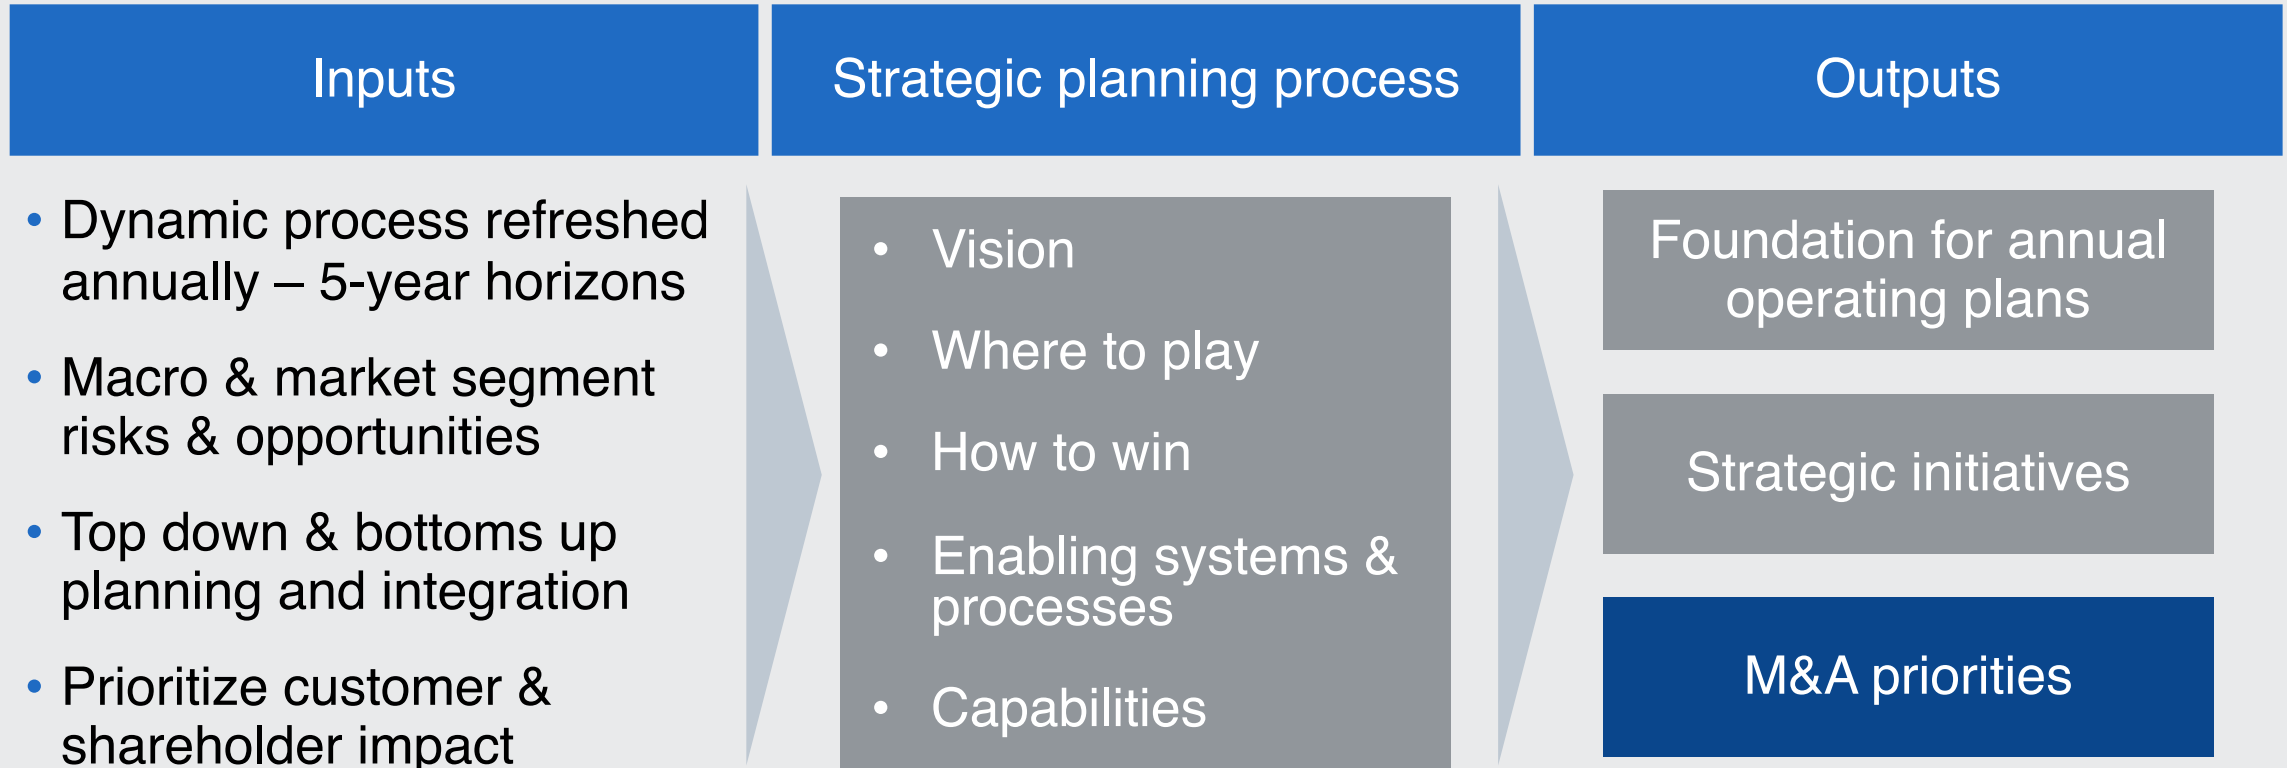 Inputs
Strategic planning process
Outputs
• Dynamic process refreshed
annually – 5-year horizons
• Macro & market segment
risks & opportunities
• Top down & bottoms up
planning and integration
• Prioritize customer &
shareholder impact
• Vision
• Where to play
• How to win
• Enabling systems &
processes
• Capabilities
Foundation for annual
operating plans
Strategic initiatives
M&A priorities